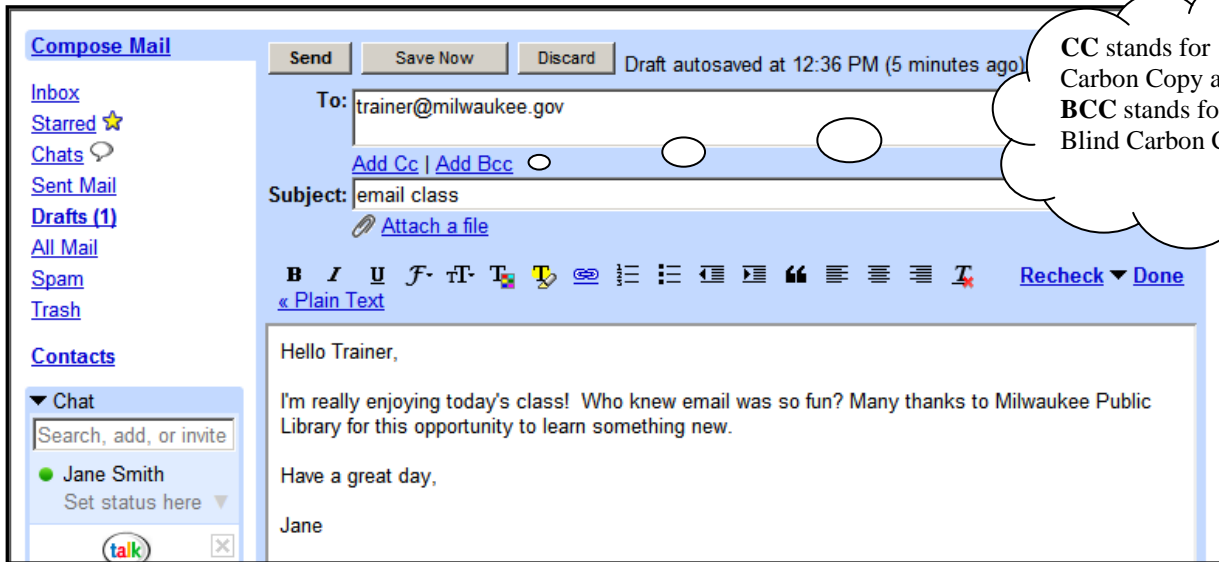 Compose Mail
Inbox
Starred
Chats
Sent Mail
Drafts (1)
All Mail
Spam
Trash
Contacts
Chat
Search, add, or invite
Jane Smith
Set status here
talk
Send Save Now Discard Draft autosaved at 12:36 PM (5 minutes ago)
To: trainer@milwaukee.gov
Add Cc | Add Bcc
Subject: email class
Attach a file
B I U F T T T T Recheck Done
« Plain Text
Hello Trainer,
I'm really enjoying today's class!  Who knew email was so fun? Many thanks to Milwaukee Public
Library for this opportunity to learn something new.
Have a great day,
Jane
CC stands for
Carbon Copy a
BCC stands fo
Blind Carbon C